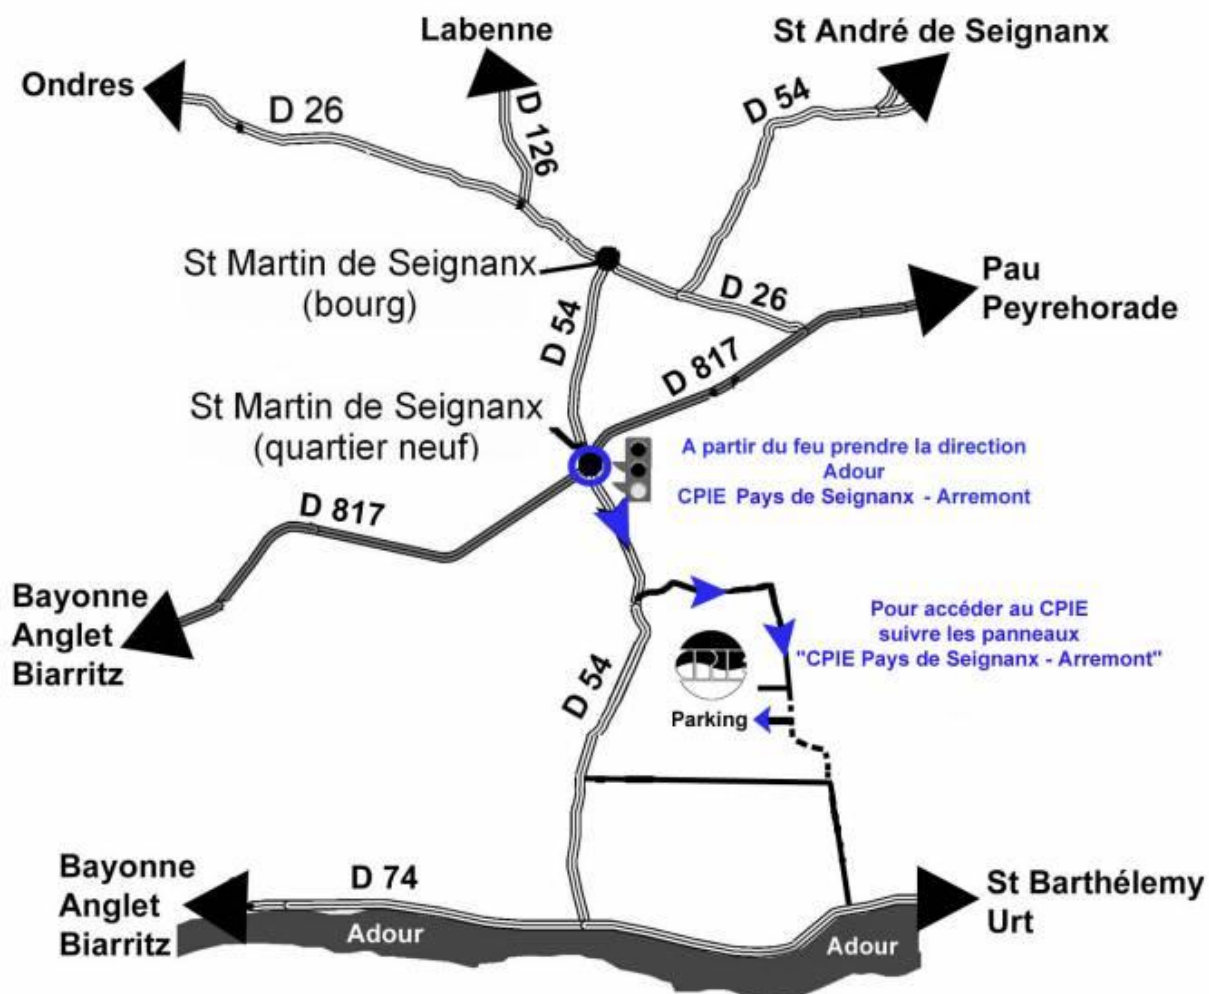 Labenne
St André de Seignanx
Ondres
D 26
D 126
D 54
St Martin de Seignanx
(bourg)
D 26
Pau
Peyrehorade
D 54
D 817
St Martin de Seignanx
(quartier neuf)
A partir du feu prendre la direction
Adour
CPIE Pays de Seignanx - Arremont
D 817
Bayonne
Anglet
Biarritz
Pour accéder au CPIE
suivre les panneaux
"CPIE Pays de Seignanx - Arremont"
D 54
Parking
Bayonne
Anglet
Biarritz
D 74
St Barthélemy
Urt
Adour
Adour